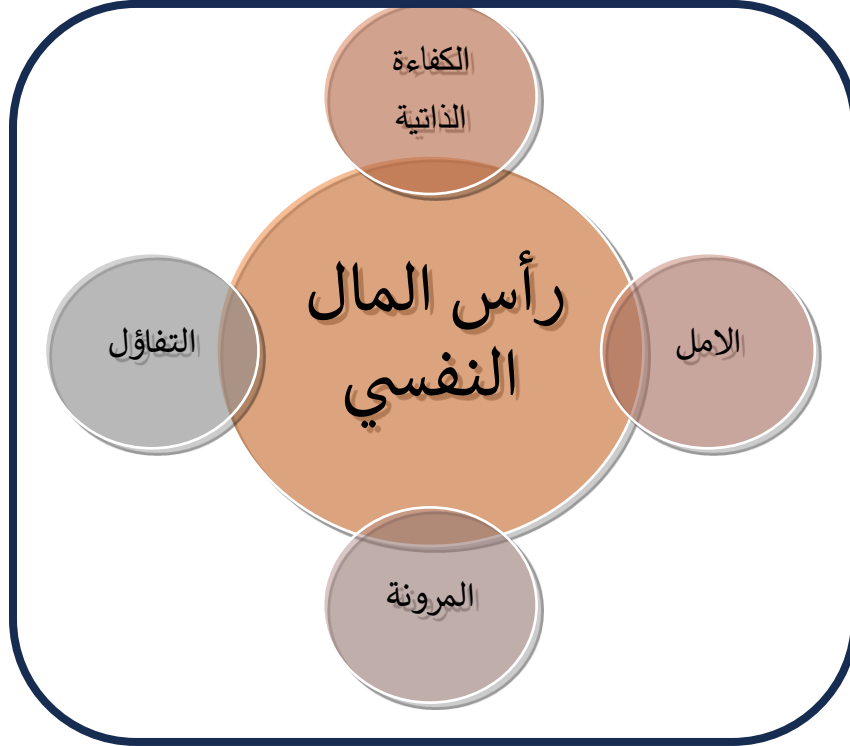 الكفاءة
الذاتية
رأس المال
النفسي
الامل
التفاؤل
المرونة